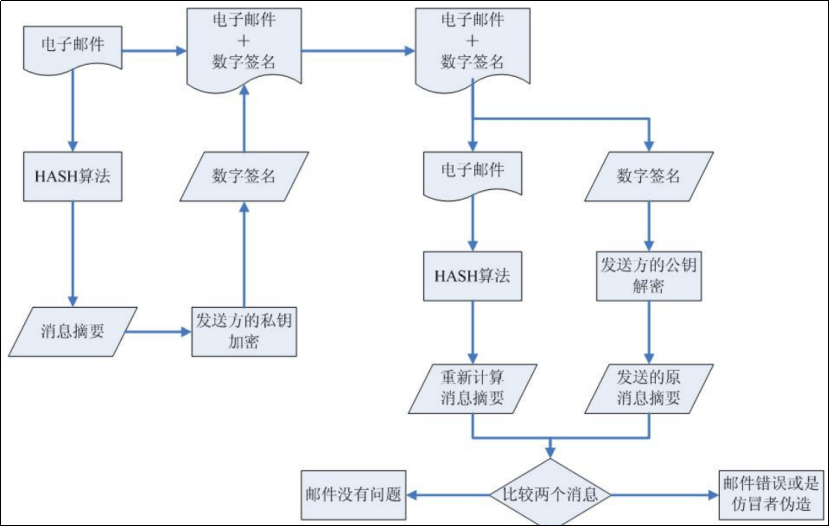 电子邮件
电子邮件
＋
数字签名
电子邮件
＋
数字签名
HASH算法
数字签名
电子邮件
数字签名
HASH算法
发送方的公钥
解密
消息摘要
发送方的私钥
加密
重新计算
消息摘要
发送的原
消息摘要
邮件没有问题
比较两个消息
邮件错误或是
仿冒者伪造